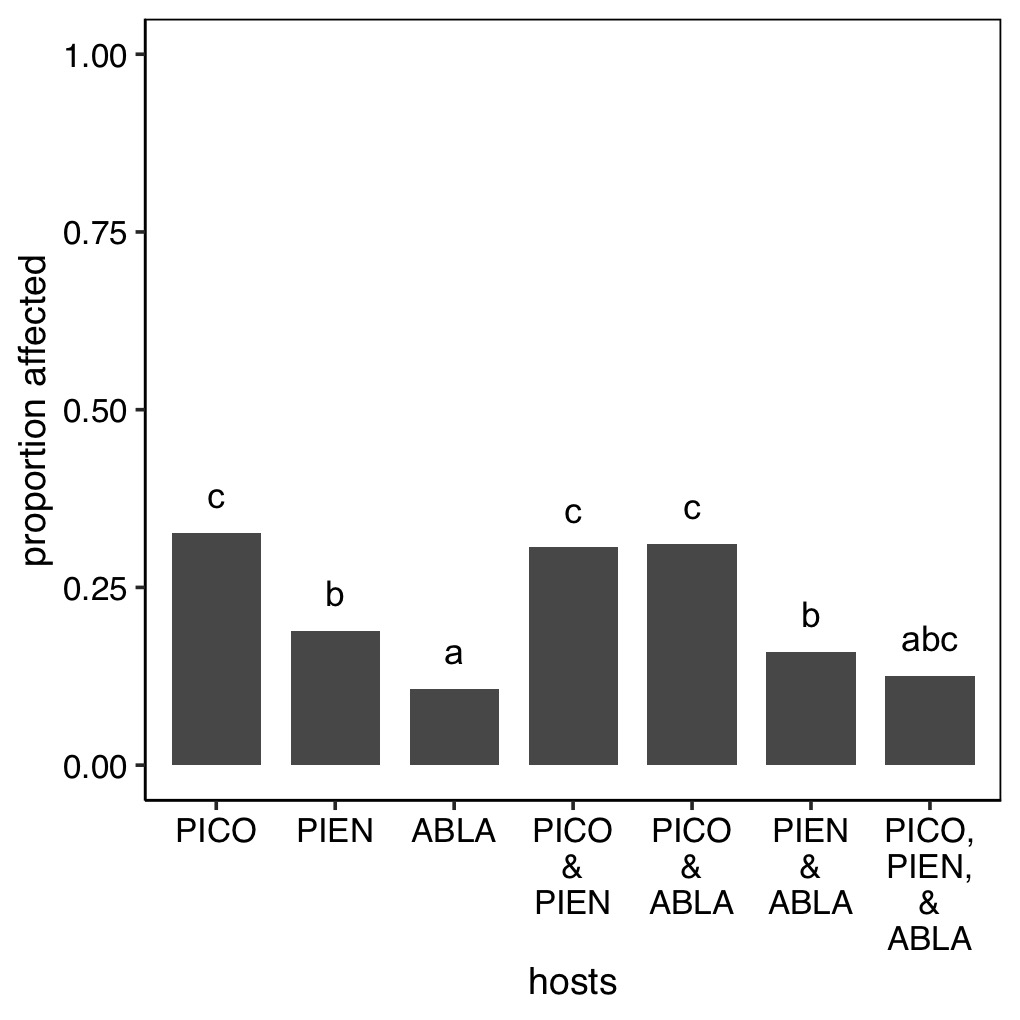 proportion affected
1.00
0.75
0.50
0.25
0.00
c
b
a
c
c
b
abc
PICO
PIEN
ABLA
PICO
&
PIEN
PICO
&
ABLA
PIEN
&
ABLA
PICO,
PIEN,
&
ABLA
hosts